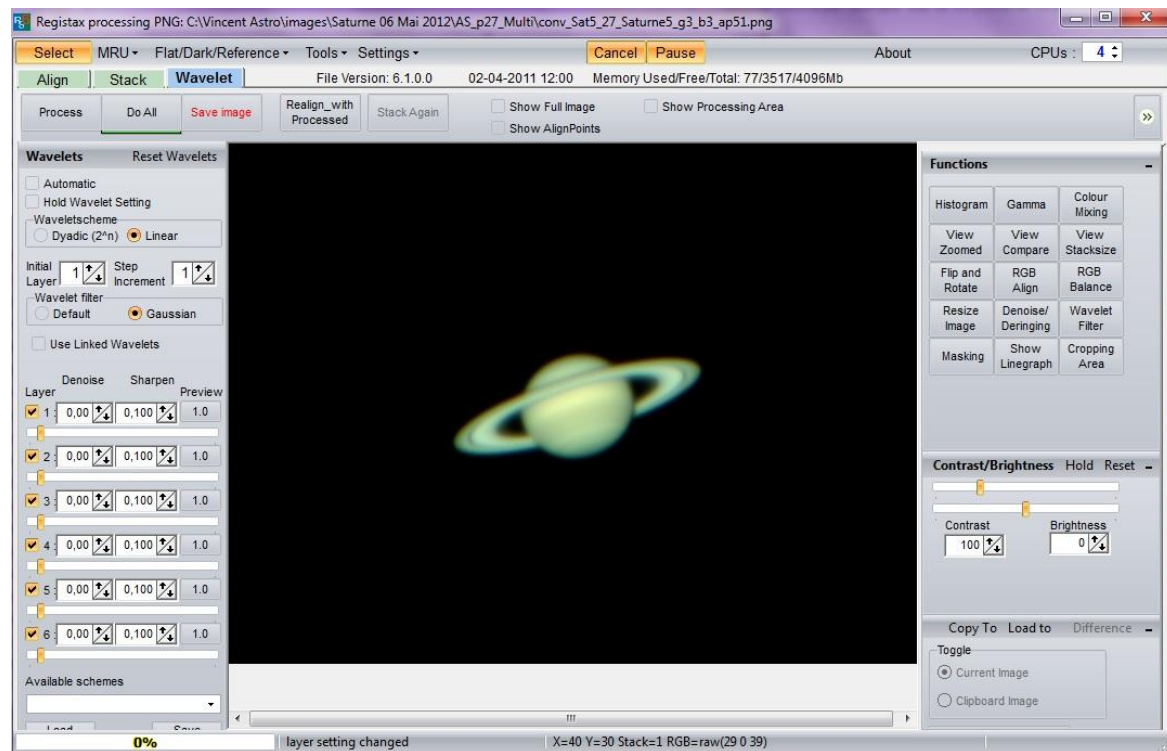 Registax processing PNG: C:\Vincent Astro\images\Saturne 06 Mai 2012\AS_p27_Multi\conv_Sat5_27_Saturne5_g3_b3_ap51.png
Select MRU Flat/Dark/Reference Tools Settings Cancel Pause About CPUs : 4
Align Stack Wavelet File Version: 6.1.0.0 02-04-2011 12:00 Memory Used/Free/Total: 77/3517/4096Mb
Process Do All Save image Realign_with Processed Stack Again
Show Full Image Show Processing Area
Show AlignPoints
Wavelets Reset Wavelets
Automatic
Hold Wavelet Setting
Waveletscheme
Dyadic (2^n) Linear
Initial Layer 1 Step Increment 1
Wavelet filter
Default Gaussian
Use Linked Wavelets
Denoise Sharpen
Layer Preview
1 : 0,00 0,100 1.0
2 : 0,00 0,100 1.0
3 : 0,00 0,100 1.0
4 : 0,00 0,100 1.0
5 : 0,00 0,100 1.0
6 : 0,00 0,100 1.0
Available schemes
Functions
Histogram Gamma Colour Mixing
View Zoomed View Compare View Stacksize
Flip and Rotate RGB Align RGB Balance
Resize Image Denoise/ Deringing Wavelet Filter
Masking Show Linegraph Cropping Area
Contrast/Brightness Hold Reset
Contrast Brightness
100 0
Copy To Load to Difference
Toggle
Current Image
Clipboard Image
0% layer setting changed X=40 Y=30 Stack=1 RGB=raw(29 0 39)